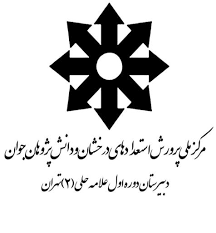 مرکز ملی پرورش استعدادهای درخشان و دانش پژوهان جوان
دبیرستان دوره اول علامه حلی (۲) تهران